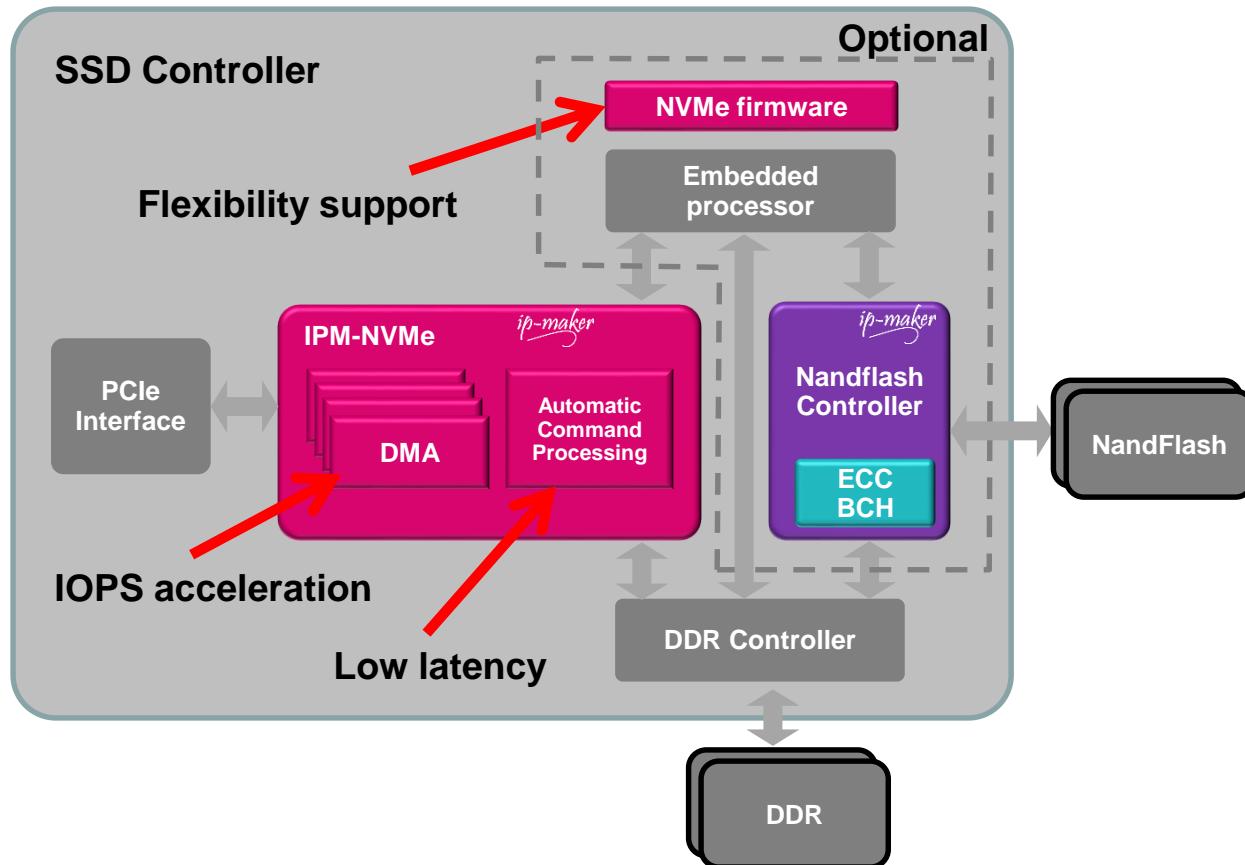 Optional
SSD Controller
NVMe firmware
Embedded
processor
Flexibility support
ip-maker
IPM-NVMe
ip-maker
PCIe
Interface
DMA
Automatic
Command
Processing
Nandflash
Controller
ECC
BCH
NandFlash
IOPS acceleration
Low latency
DDR Controller
DDR